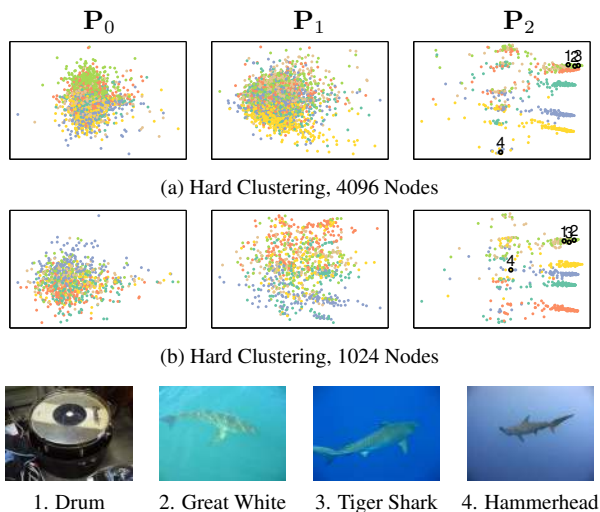 P0 P1 P2
123
4
(a) Hard Clustering, 4096 Nodes
132
4
(b) Hard Clustering, 1024 Nodes
1. Drum 2. Great White 3. Tiger Shark 4. Hammerhead